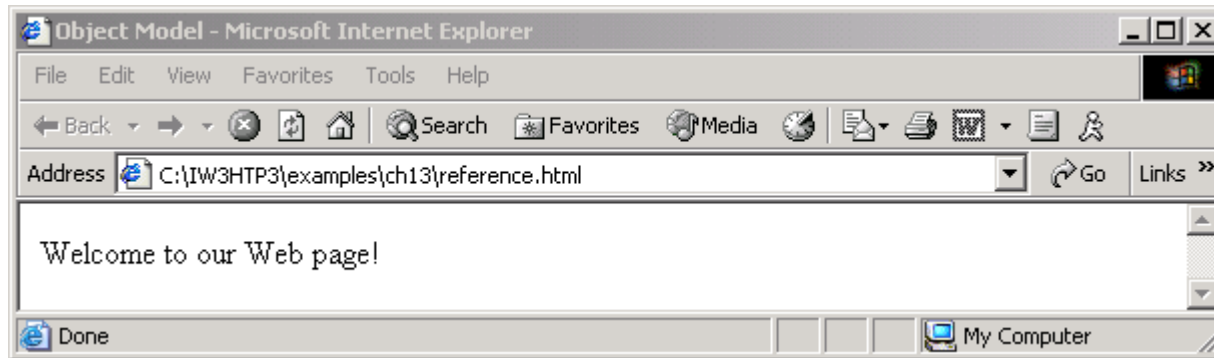 Object Model - Microsoft Internet Explorer
File Edit View Favorites Tools Help
Back Search Favorites Media W
Address C:\IW3HTP3\examples\ch13\reference.html Go Links »
Welcome to our Web page!
Done My Computer